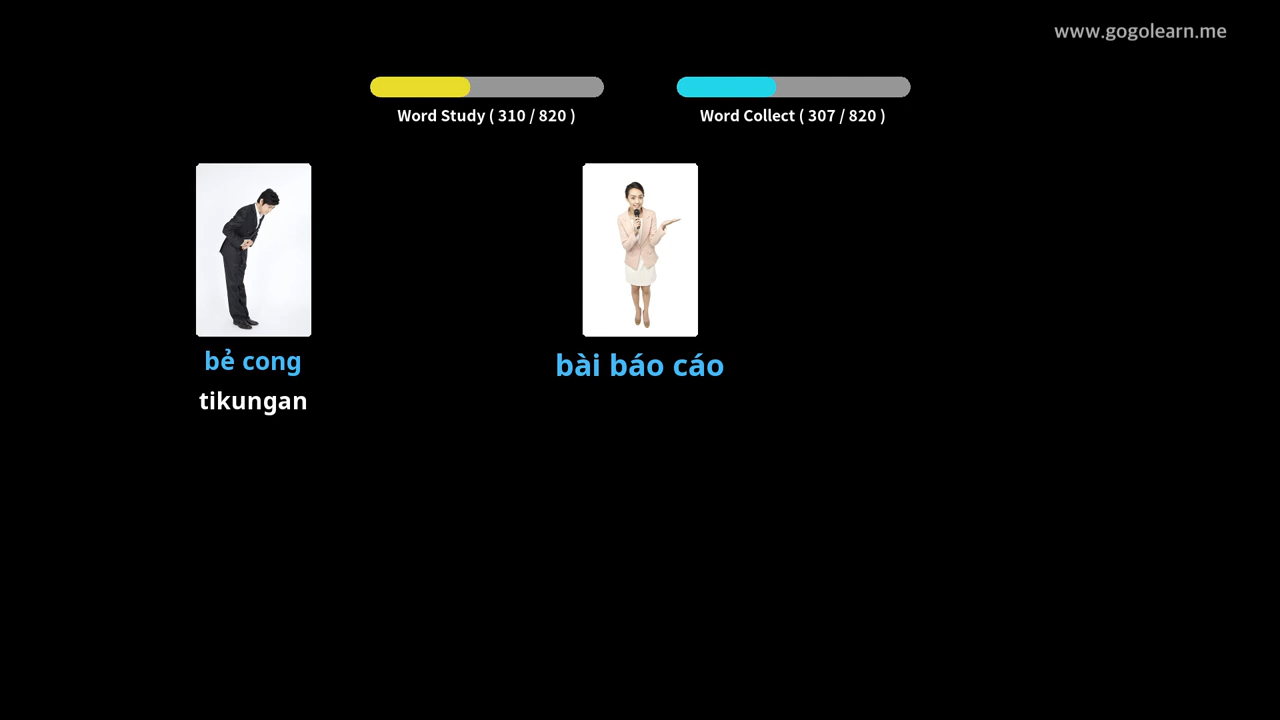 www.gogolearn.me
Word Study ( 310 / 820 )
Word Collect ( 307 / 820 )
bẻ cong
tikungan
bài báo cáo